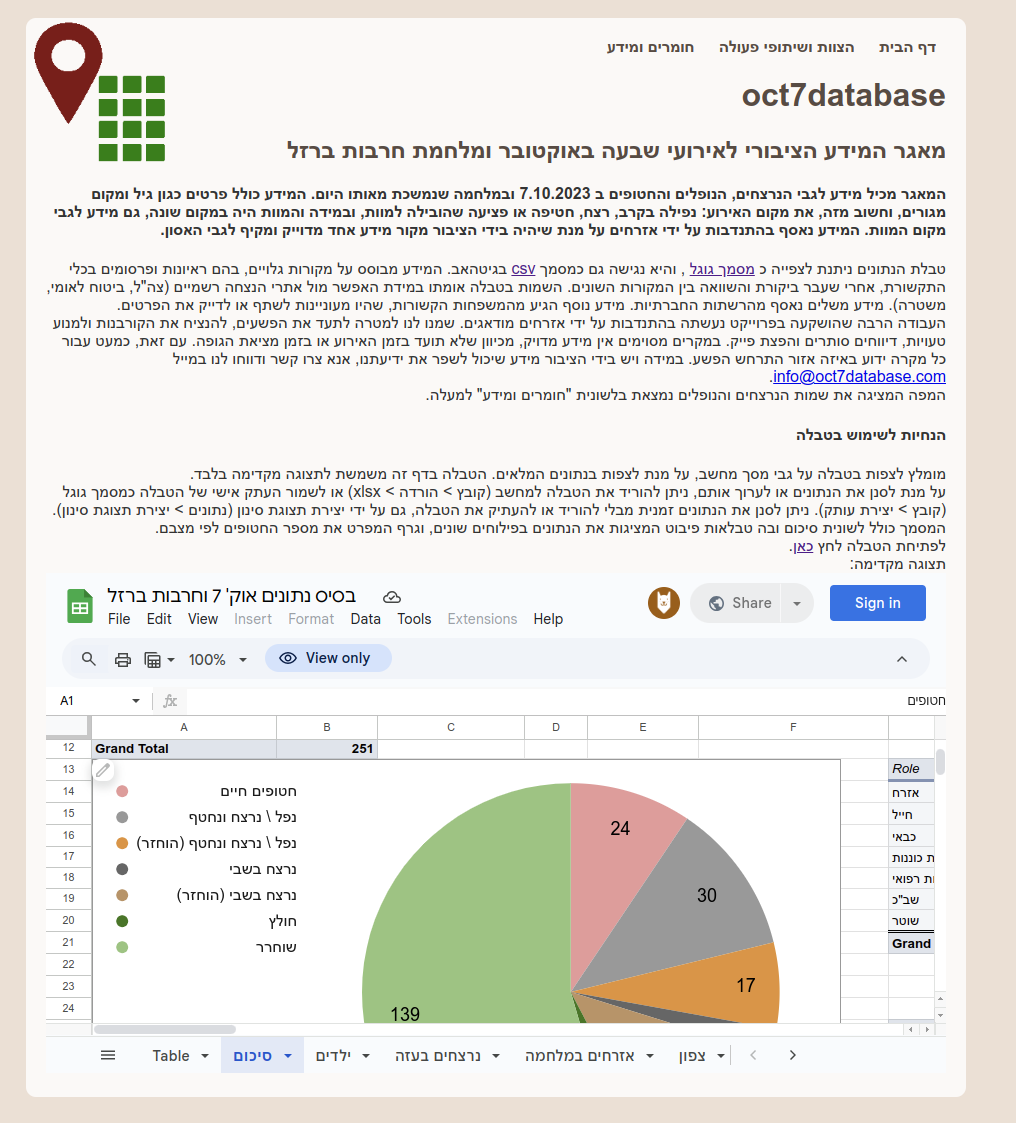 דף הבית הצוות ושיתופי פעולה חומרים ומידע
oct7database
מאגר המידע הציבורי לאירועי שבעה באוקטובר ומלחמת חרבות ברזל
המאגר מכיל מידע לגבי הנרצחים, הנופלים והחטופים ב 7.10.2023 ובמלחמה שנמשכת מאותו היום. המידע כולל פרטים כגון גיל ומקום
מגורים, וחשוב מזה, את מקום האירוע: נפילה בקרב, רצח, חטיפה או פציעה שהובילה למוות, ובמידה והמוות היה במקום שונה, גם מידע לגבי
מקום המוות. המידע נאסף בהתנדבות על ידי אזרחים על מנת שיהיה בידי הציבור מקור מידע אחד מדוייק ומקיף לגבי האסון.
טבלת הנתונים ניתנת לצפייה כ מסמך גוגל , והיא נגישה גם כמסמך csv בגיטהאב. המידע מבוסס על מקורות גלויים, בהם ראיונות ופרסומים בכלי
התקשורת, אחרי שעבר ביקורת והשוואה בין המקורות השונים. השמות בטבלה אומתו במידת האפשר מול אתרי הנצחה רשמיים (צה"ל, ביטוח לאומי,
משטרה). מידע משלים נאסף מהרשתות החברתיות. מידע נוסף הגיע מהמשפחות הקשורות, שהיו מעוניינות לשתף או לדייק את הפרטים.
העבודה הרבה שהושקעה בפרוייקט נעשתה בהתנדבות על ידי אזרחים מודאגים. שמנו לנו למטרה לתעד את הפשעים, להנציח את הקורבנות ולמנוע
טעויות, דיווחים סותרים והפצת פייק. במקרים מסוימים אין מידע מדויק, מכיוון שלא תועד בזמן האירוע או בזמן מציאת הגופה. עם זאת, כמעט עבור
כל מקרה ידוע באיזה אזור התרחש הפשע. במידה ויש בידי הציבור מידע שיכול לשפר את ידיעתנו, אנא צרו קשר ודווחו לנו במייל
info@oct7database.com.
המפה המציגה את שמות הנרצחים והנופלים נמצאת בלשונית "חומרים ומידע" למעלה.
הנחיות לשימוש בטבלה
מומלץ לצפות בטבלה על גבי מסך מחשב, על מנת לצפות בנתונים המלאים. הטבלה בדף זה משמשת לתצוגה מקדימה בלבד.
על מנת לסנן את הנתונים או לערוך אותם, ניתן להוריד את הטבלה למחשב (קובץ > הורדה > xlsx) או לשמור העתק אישי של הטבלה כמסמך גוגל
(קובץ > יצירת עותק). ניתן לסנן את הנתונים זמנית מבלי להוריד או להעתיק את הטבלה, גם על ידי יצירת תצוגת סינון (נתונים > יצירת תצוגת סינון).
המסמך כולל לשונית סיכום ובה טבלאות פיבוט המציגות את הנתונים בפילוחים שונים, וגרף המפרט את מספר החטופים לפי מצבם.
לפתיחת הטבלה לחץ כאן.
תצוגה מקדימה:
בסיס נתונים אוק' 7 וחרבות ברזל
File Edit View Insert Format Data Tools Extensions Help
Share
Sign in
100% View only
A1 fx חטופים
A B C D E F
12 Grand Total 251
13 Role
14 חטופים חיים 24 אזרח
15 נפל \ נרצח ונחטף חייל
16 נפל \ נרצח ונחטף (הוחזר) כבאי
17 נרצח בשבי 30 ת כוננות
18 נרצח בשבי (הוחזר) ות רפואי
19 חולץ שב"כ
20 שוחרר שוטר
21 Grand
22
23 17
24 139
Table סיכום ילדים נרצחים בעזה אזרחים במלחמה צפון